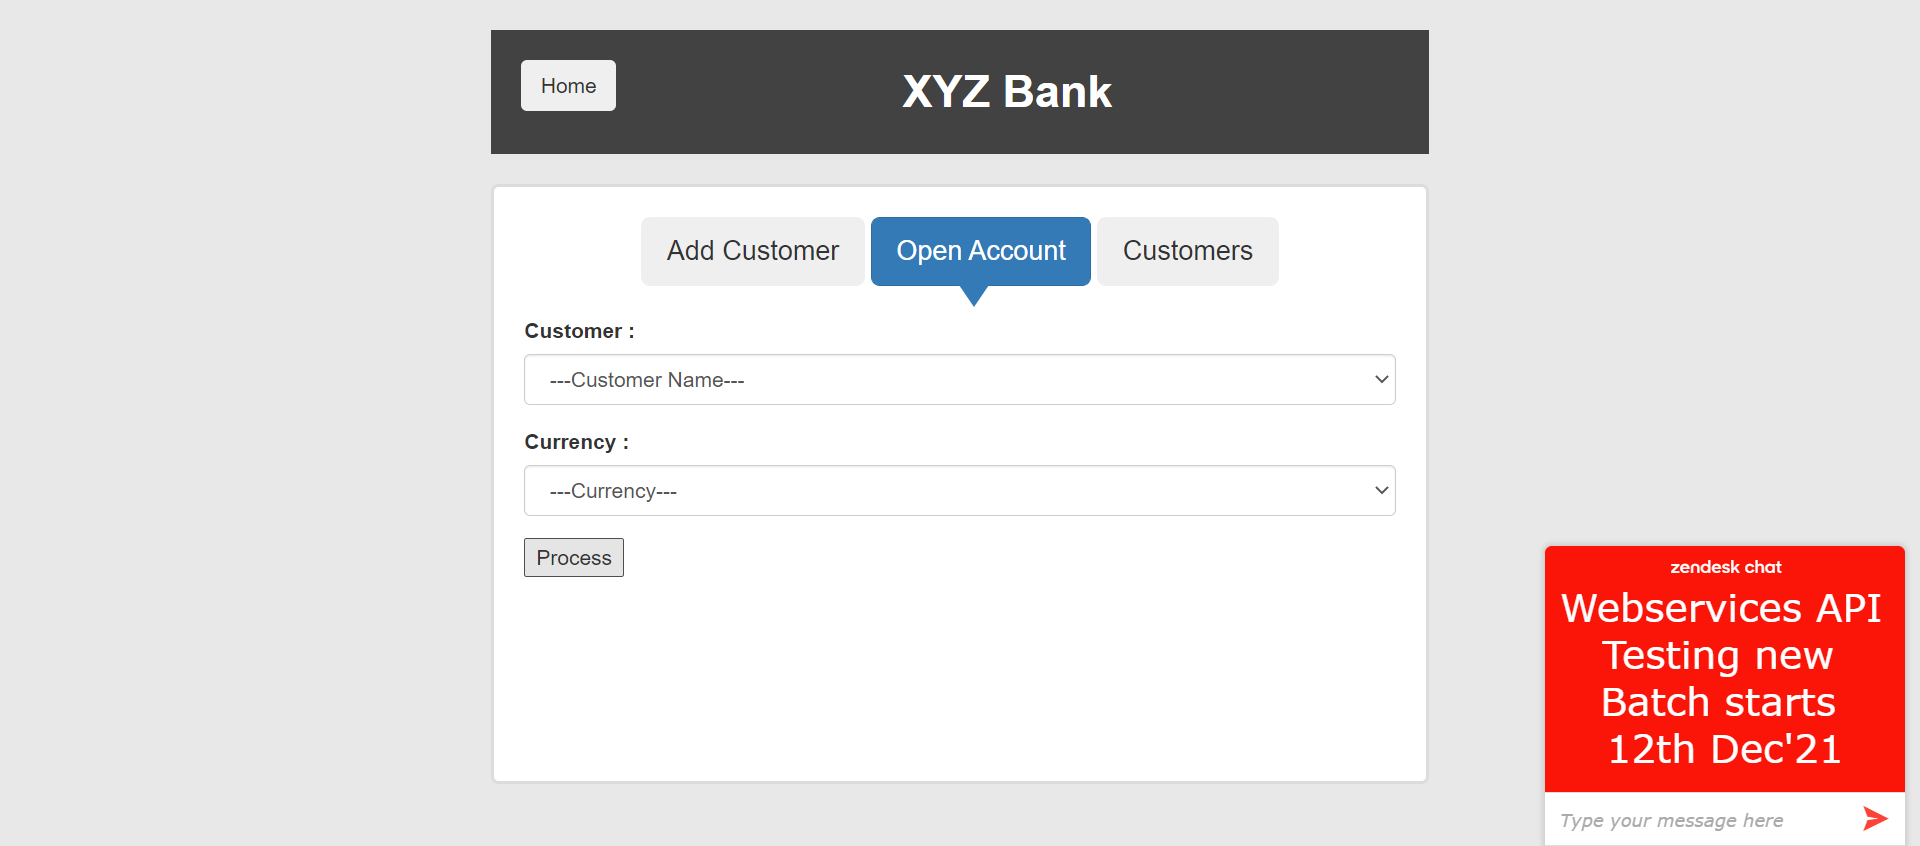 Home
XYZ Bank
Add Customer
Open Account
Customers
Customer :
---Customer Name---
Currency :
---Currency---
Process
zendesk chat
Webservices API
Testing new
Batch starts
12th Dec'21
Type your message here